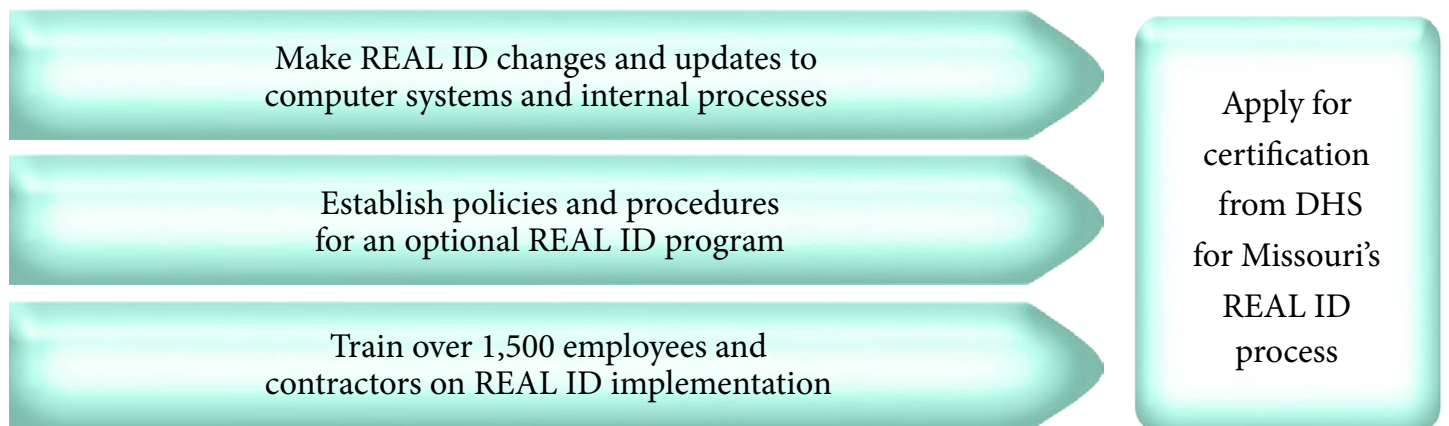 Make REAL ID changes and updates to
computer systems and internal processes
Establish policies and procedures
for an optional REAL ID program
Train over 1,500 employees and
contractors on REAL ID implementation
Apply for
certification
from DHS
for Missouri’s
REAL ID
process